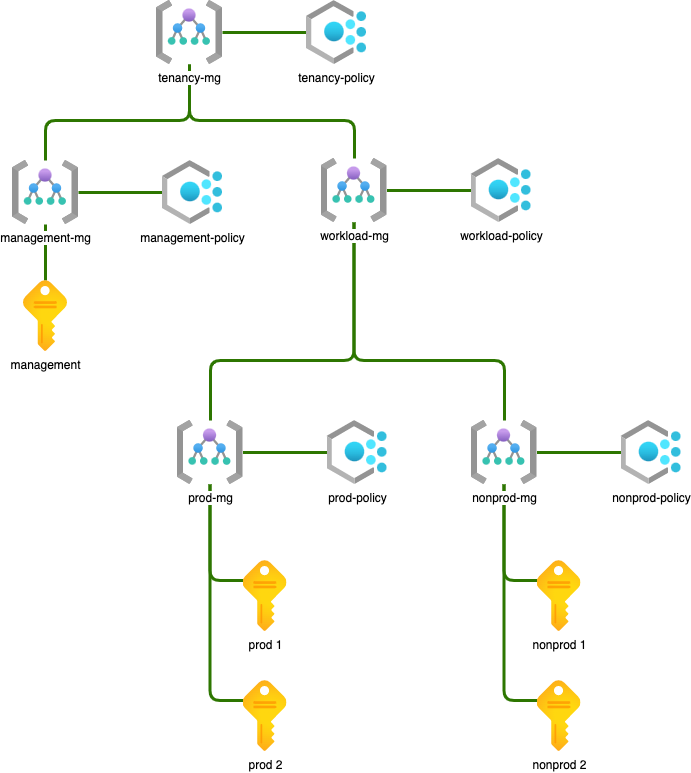 tenancy-mg
tenancy-policy
management-mg
management-policy
workload-mg
workload-policy
management
prod-mg
prod-policy
nonprod-mg
nonprod-policy
prod 1
nonprod 1
prod 2
nonprod 2